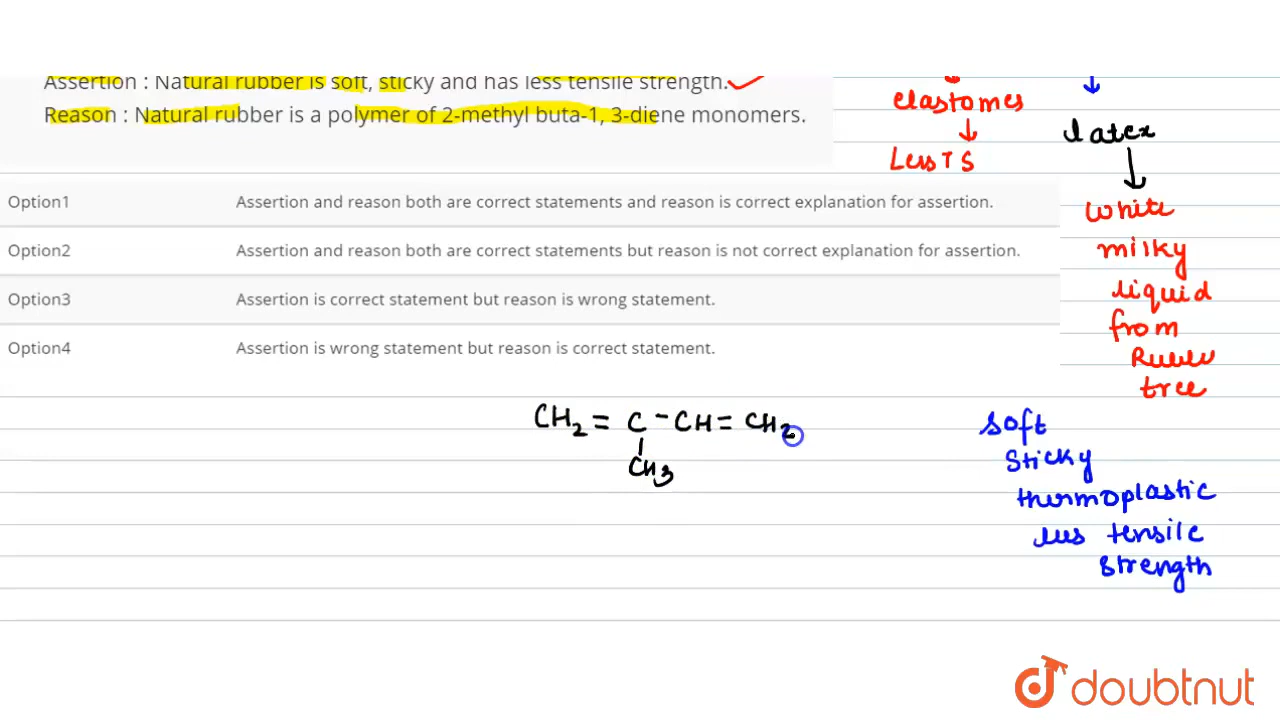 Assertion : Natural rubber is soft, sticky and has less tensile strength.
Reason : Natural rubber is a polymer of 2-methyl buta-1, 3-diene monomers.
elastomes
Less T S
latex
white
milky
liquid
from
Rubber
tree
Option1 Assertion and reason both are correct statements and reason is correct explanation for assertion.
Option2 Assertion and reason both are correct statements but reason is not correct explanation for assertion.
Option3 Assertion is correct statement but reason is wrong statement.
Option4 Assertion is wrong statement but reason is correct statement.
CH2 = C - CH = CH2
CH3
Soft
Sticky
thermoplastic
less tensile
strength
doubtnut